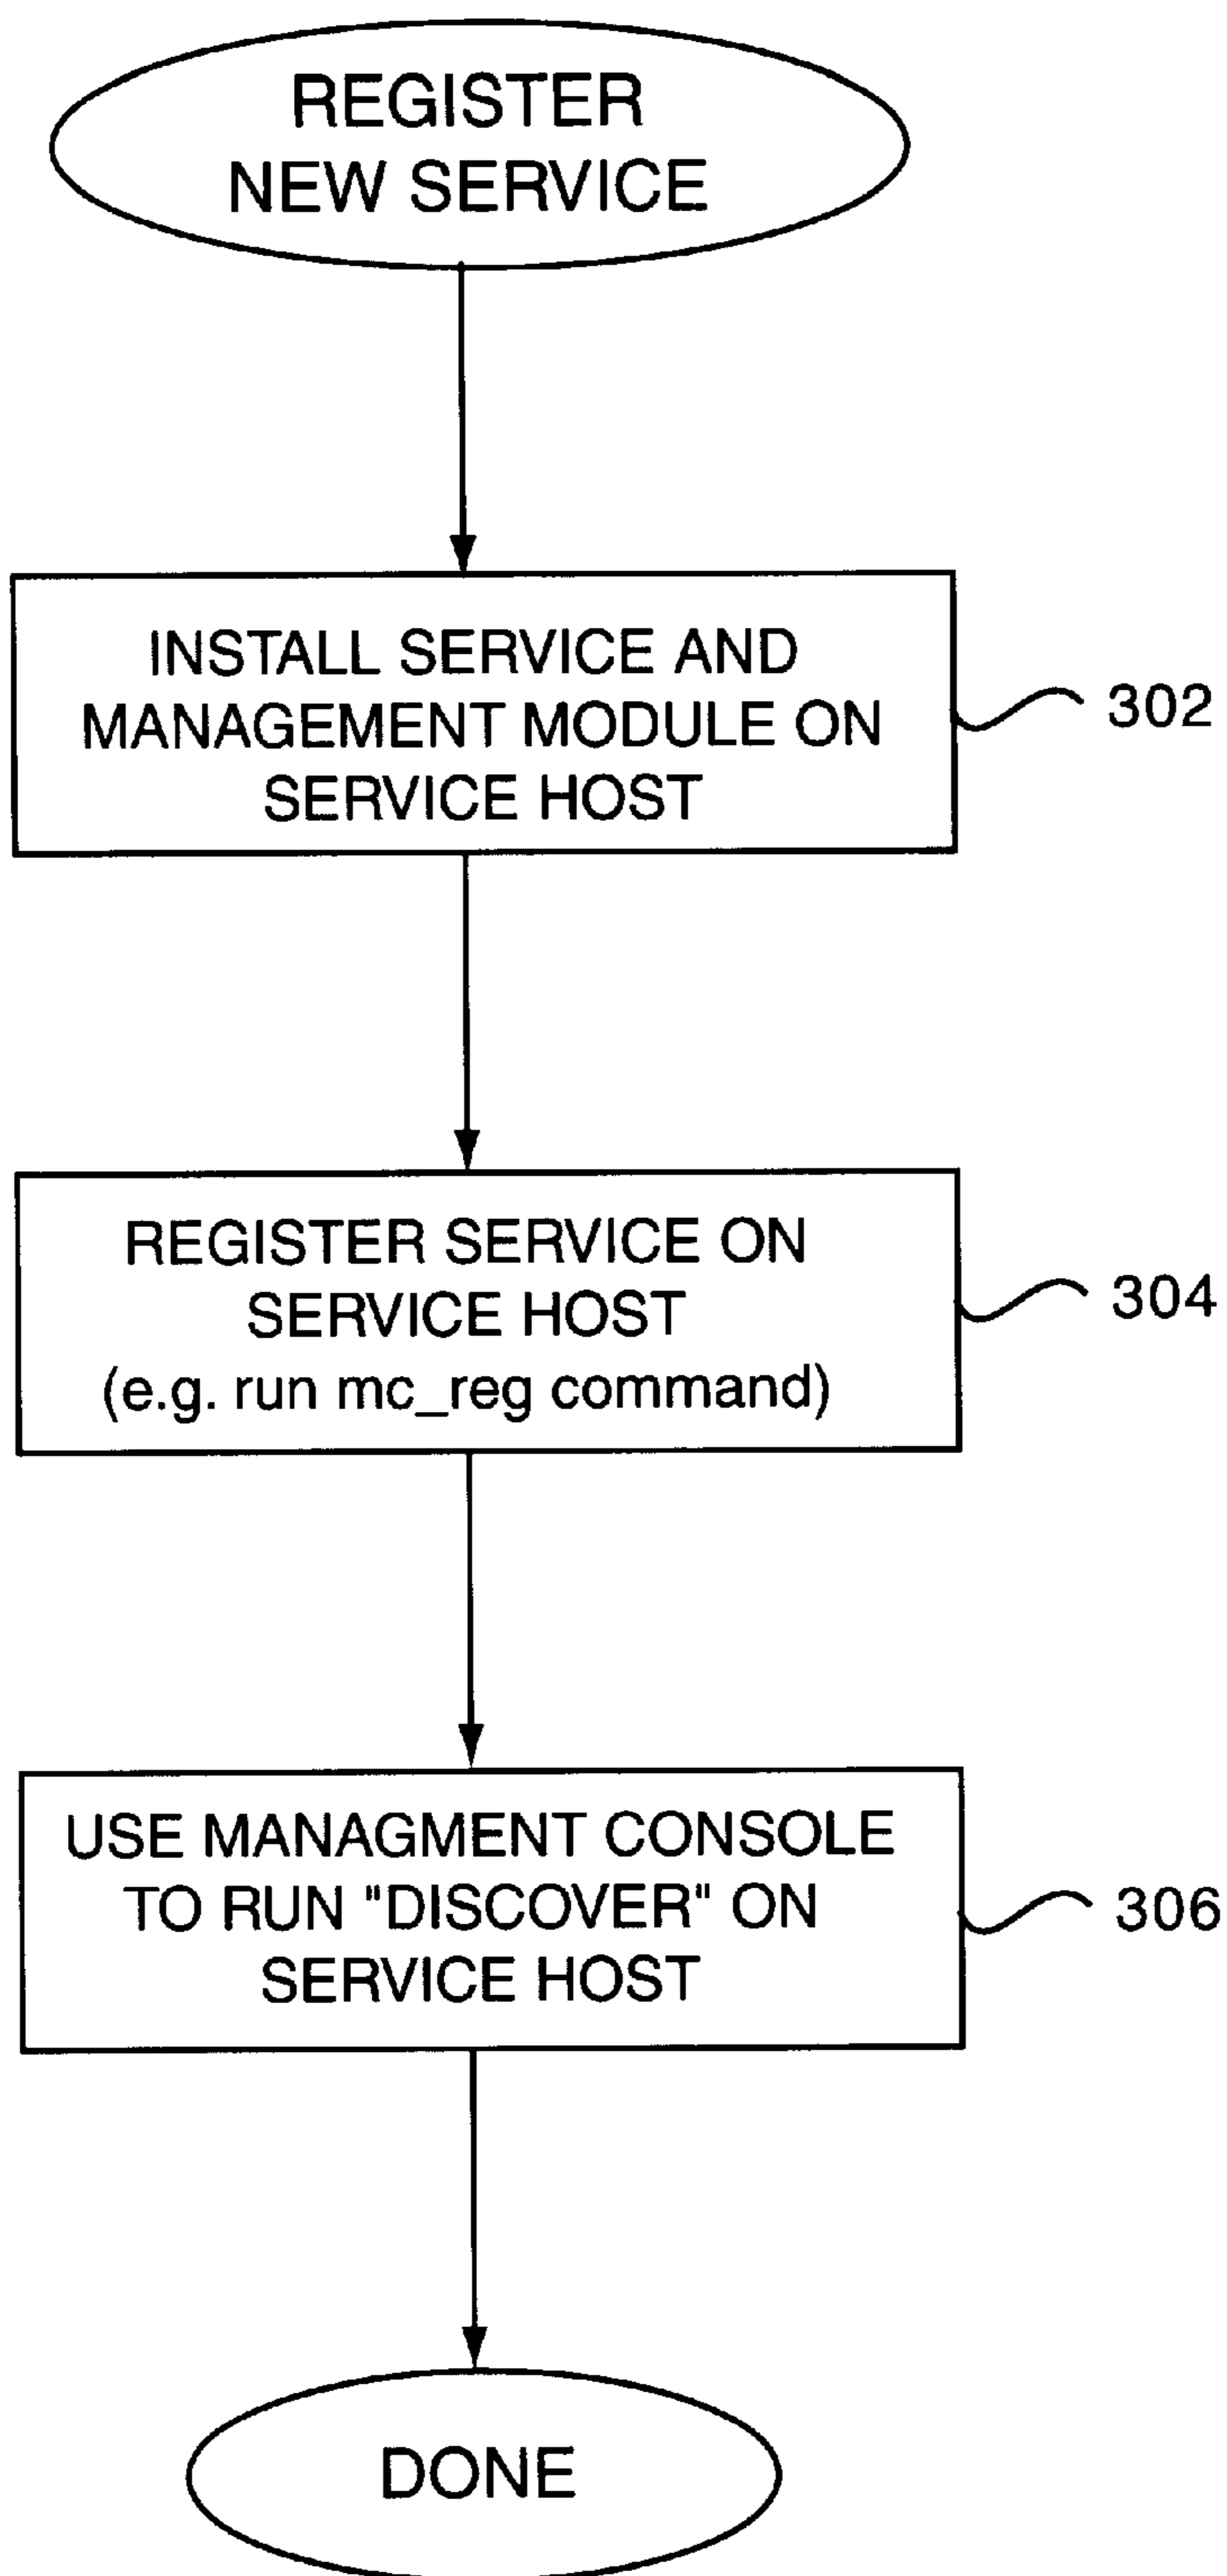 REGISTER
NEW SERVICE
INSTALL SERVICE AND
MANAGEMENT MODULE ON
SERVICE HOST
302
REGISTER SERVICE ON
SERVICE HOST
(e.g. run mc_reg command)
304
USE MANAGMENT CONSOLE
TO RUN "DISCOVER" ON
SERVICE HOST
306
DONE